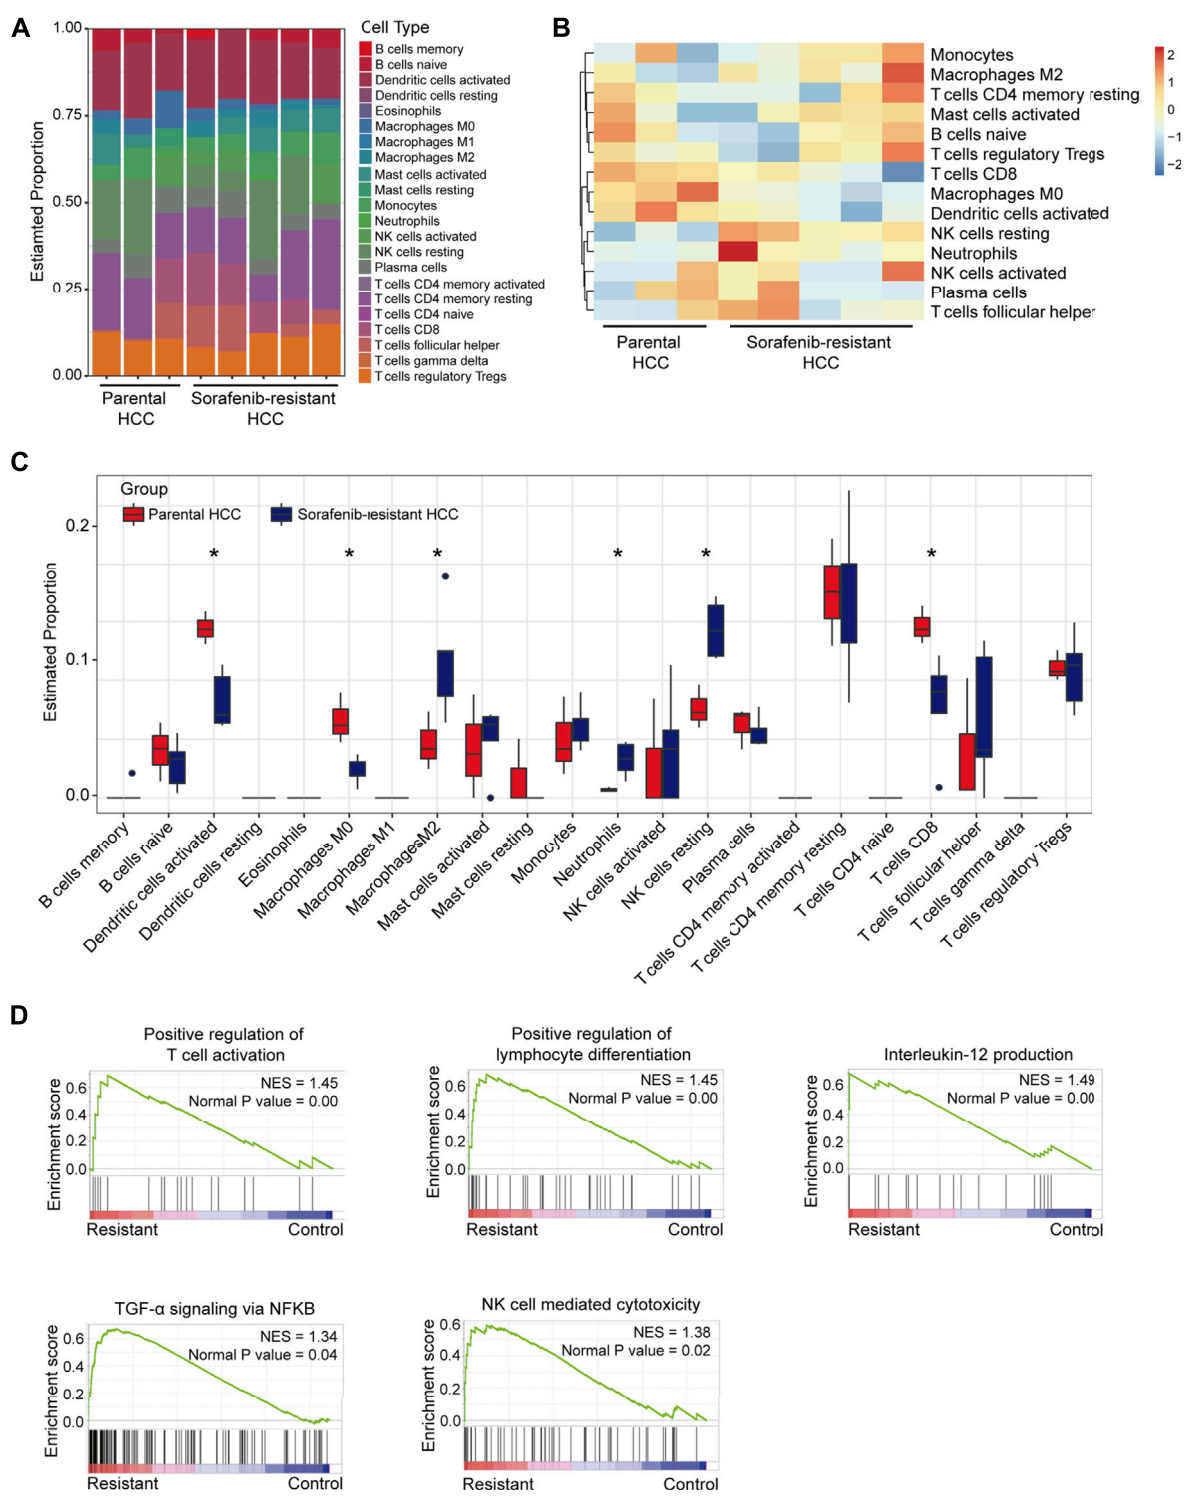 A
Estiamted Proportion
1.00
0.75
0.50
0.25
0.00
Parental
HCC
Sorafenib-resistant
HCC
Cell Type
B cells memory
B cells naive
Dendritic cells activated
Dendritic cells resting
Eosinophils
Macrophages M0
Macrophages M1
Macrophages M2
Mast cells activated
Mast cells resting
Monocytes
Neutrophils
NK cells activated
NK cells resting
Plasma cells
T cells CD4 memory activated
T cells CD4 memory resting
T cells CD4 naive
T cells CD8
T cells follicular helper
T cells gamma delta
T cells regulatory Tregs
B
Monocytes
Macrophages M2
T cells CD4 memory resting
Mast cells activated
B cells naive
T cells regulatory Tregs
T cells CD8
Macrophages M0
Dendritic cells activated
NK cells resting
Neutrophils
NK cells activated
Plasma cells
T cells follicular helper
Parental
HCC
Sorafenib-resistant
HCC
2
1
0
−1
−2
C
Group
Parental HCC
Sorafenib-resistant HCC
Estimated Proportion
0.2
0.1
0.0
* * * * * *
B cells memory
B cells naive
Dendritic cells activated
Dendritic cells resting
Eosinophils
Macrophages M0
Macrophages M1
Macrophages M2
Mast cells activated
Mast cells resting
Monocytes
Neutrophils
NK cells activated
NK cells resting
Plasma cells
T cells CD4 memory activated
T cells CD4 memory resting
T cells CD4 naive
T cells CD8
T cells follicular helper
T cells gamma delta
T cells regulatory Tregs
D
Positive regulation of
T cell activation
Enrichment score
0.6
0.4
0.2
0.0
NES = 1.45
Normal P value = 0.00
Resistant
Control
Positive regulation of
lymphocyte differentiation
Enrichment score
0.6
0.4
0.2
0.0
NES = 1.45
Normal P value = 0.00
Resistant
Control
Interleukin-12 production
Enrichment score
0.6
0.4
0.2
0.0
NES = 1.49
Normal P value = 0.00
Resistant
Control
TGF-α signaling via NFKB
Enrichment score
0.6
0.4
0.2
0.0
NES = 1.34
Normal P value = 0.04
Resistant
Control
NK cell mediated cytotoxicity
Enrichment score
0.6
0.4
0.2
0.0
NES = 1.38
Normal P value = 0.02
Resistant
Control